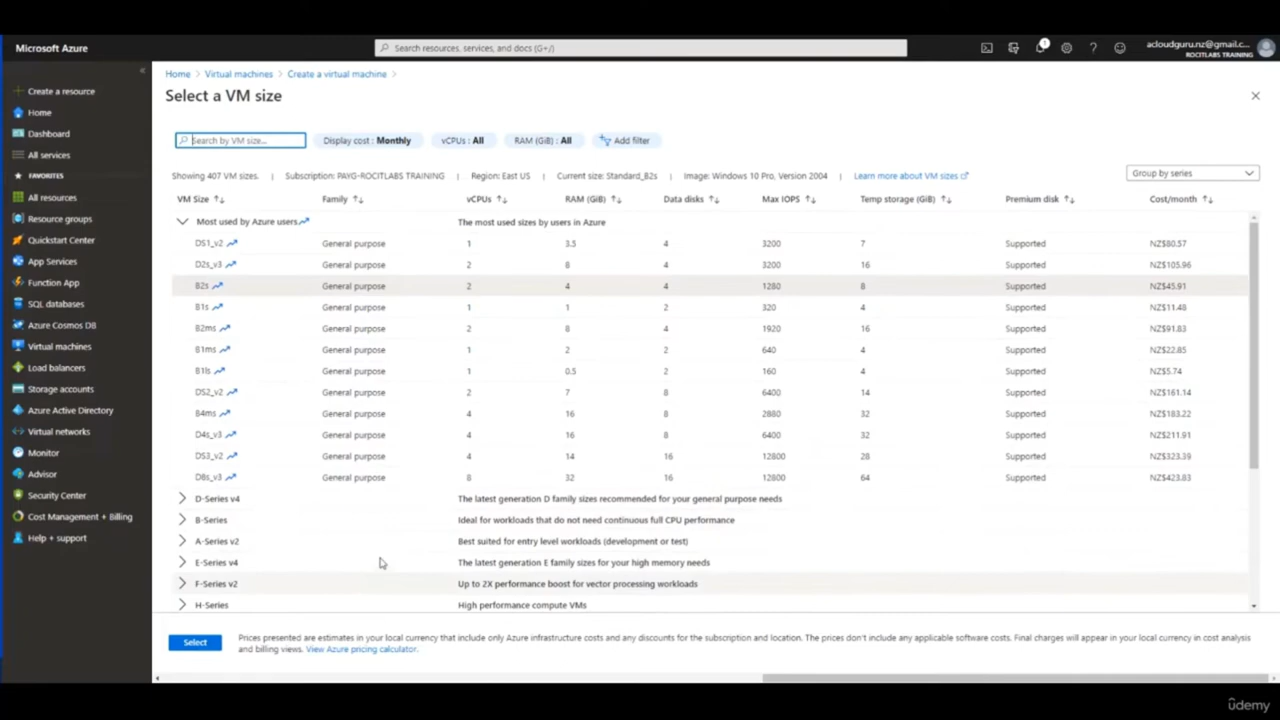 Microsoft Azure
Search resources, services, and docs (G+/)
1
acloudguru.nz@gmail.c...
ROCITLABS TRAINING
Create a resource
Home
Dashboard
All services
FAVORITES
All resources
Resource groups
Quickstart Center
App Services
Function App
SQL databases
Azure Cosmos DB
Virtual machines
Load balancers
Storage accounts
Azure Active Directory
Virtual networks
Monitor
Advisor
Security Center
Cost Management + Billing
Help + support
Home > Virtual machines > Create a virtual machine >
Select a VM size
Search by VM size... Display cost : Monthly vCPUs : All RAM (GiB) : All Add filter
Showing 407 VM sizes. | Subscription: PAYG-ROCITLABS TRAINING | Region: East US | Current size: Standard_B2s | Image: Windows 10 Pro, Version 2004 | Learn more about VM sizes
Group by series
VM Size Family vCPUs RAM (GiB) Data disks Max IOPS Temp storage (GiB) Premium disk Cost/month
Most used by Azure users The most used sizes by users in Azure
DS1_v2 General purpose 1 3.5 4 3200 7 Supported NZ$80.57
D2s_v3 General purpose 2 8 4 3200 16 Supported NZ$105.96
B2s General purpose 2 4 4 1280 8 Supported NZ$45.91
B1s General purpose 1 1 2 320 4 Supported NZ$11.48
B2ms General purpose 2 8 4 1920 16 Supported NZ$91.83
B1ms General purpose 1 2 2 640 4 Supported NZ$22.85
B1ls General purpose 1 0.5 2 160 4 Supported NZ$5.74
DS2_v2 General purpose 2 7 8 6400 14 Supported NZ$161.14
B4ms General purpose 4 16 8 2880 32 Supported NZ$183.22
D4s_v3 General purpose 4 16 8 6400 32 Supported NZ$211.91
DS3_v2 General purpose 4 14 16 12800 28 Supported NZ$323.39
D8s_v3 General purpose 8 32 16 12800 64 Supported NZ$423.83
D-Series v4 The latest generation D family sizes recommended for your general purpose needs
B-Series Ideal for workloads that do not need continuous full CPU performance
A-Series v2 Best suited for entry level workloads (development or test)
E-Series v4 The latest generation E family sizes for your high memory needs
F-Series v2 Up to 2X performance boost for vector processing workloads
H-Series High performance compute VMs
Select
Prices presented are estimates in your local currency that include only Azure infrastructure costs and any discounts for the subscription and location. The prices don't include any applicable software costs. Final charges will appear in your local currency in cost analysis
and billing views. View Azure pricing calculator.
ûdemy